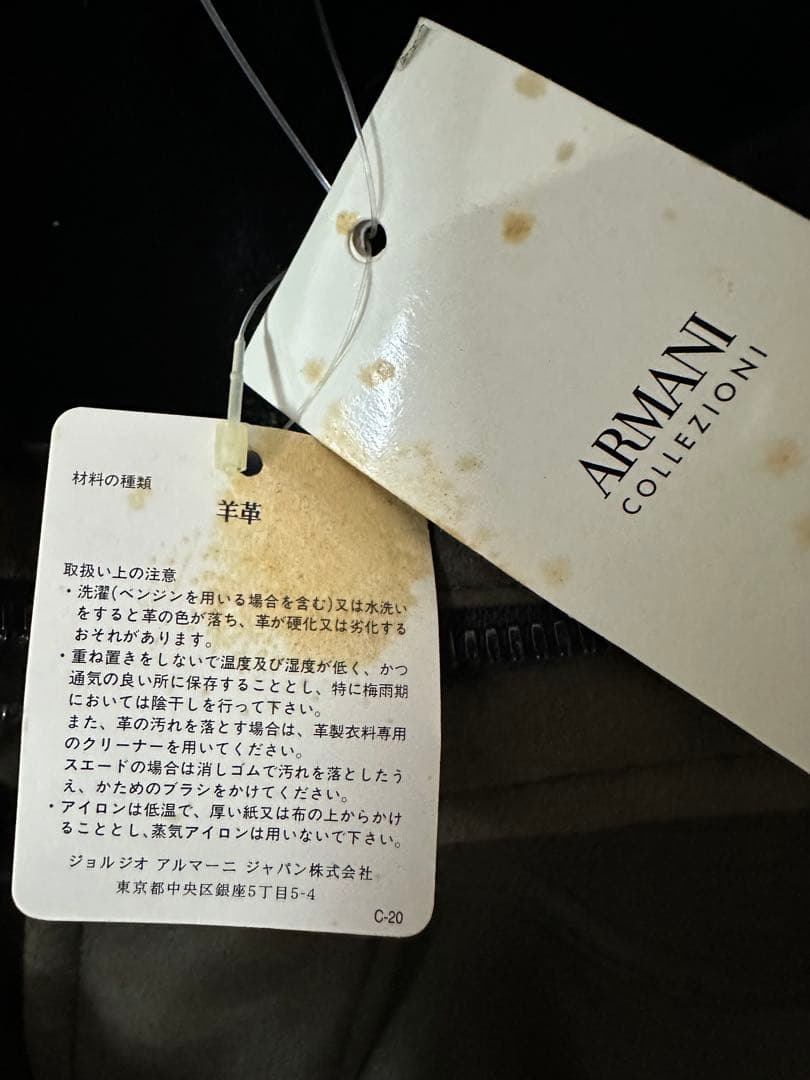 ARMANI
COLLEZIONI
材料の種類
羊革
取扱い上の注意
・洗濯(ベンジンを用いる場合を含む)又は水洗い
をすると革の色が落ち、革が硬化又は劣化する
おそれがあります。
・重ね置きをしないで温度及び湿度が低く、かつ
通気の良い所に保存することとし、特に梅雨期
においては陰干しを行って下さい。
また、革の汚れを落とす場合は、革製衣料専用
のクリーナーを用いてください。
スエードの場合は消しゴムで汚れを落としたう
え、かためのブラシをかけてください。
・アイロンは低温で、厚い紙又は布の上からかけ
ることとし、蒸気アイロンは用いないで下さい。
ジョルジオ アルマーニ ジャパン株式会社
東京都中央区銀座5丁目5-4
C-20